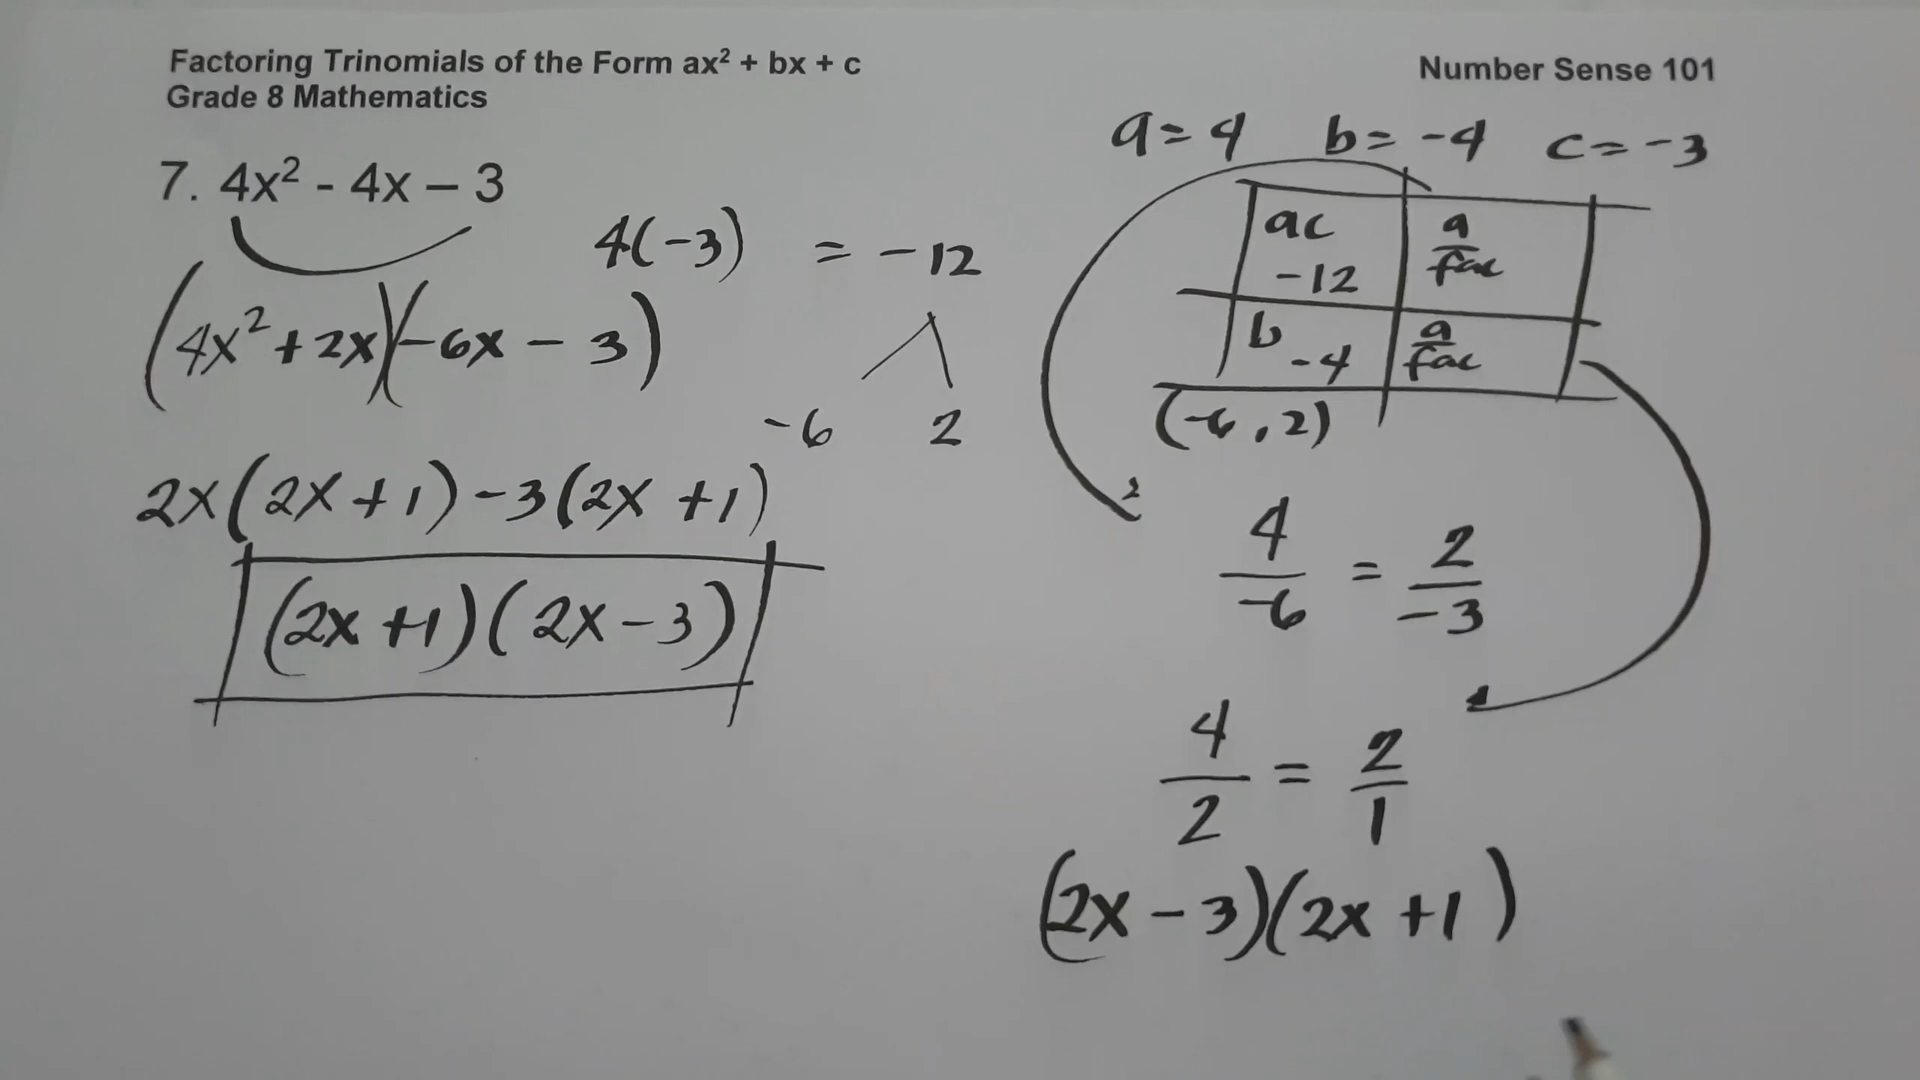 Factoring Trinomials of the Form ax² + bx + c
Grade 8 Mathematics
Number Sense 101
7. 4x² - 4x – 3
4(-3) = -12
(4x² + 2x)(-6x - 3)
-6 2
2x(2x + 1) - 3(2x + 1)
(2x + 1)(2x - 3)
a = 4 b = -4 c = -3
ac a/fac
-12
b -4 a/fac
(-6, 2)
4/-6 = 2/-3
4/2 = 2/1
(2x - 3)(2x + 1)